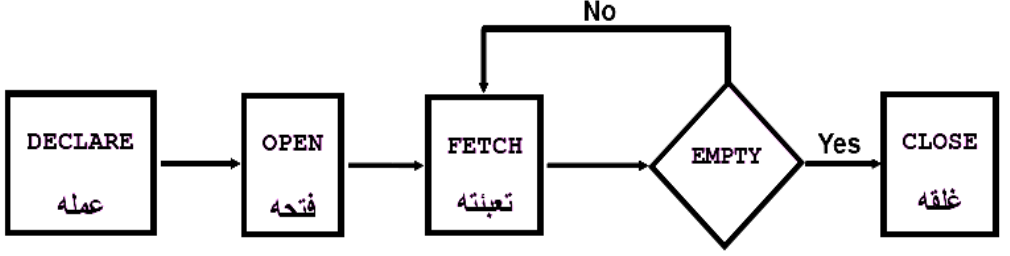 No
DECLARE
عمله
OPEN
فتحه
FETCH
تعبئته
EMPTY
Yes
CLOSE
غلقه